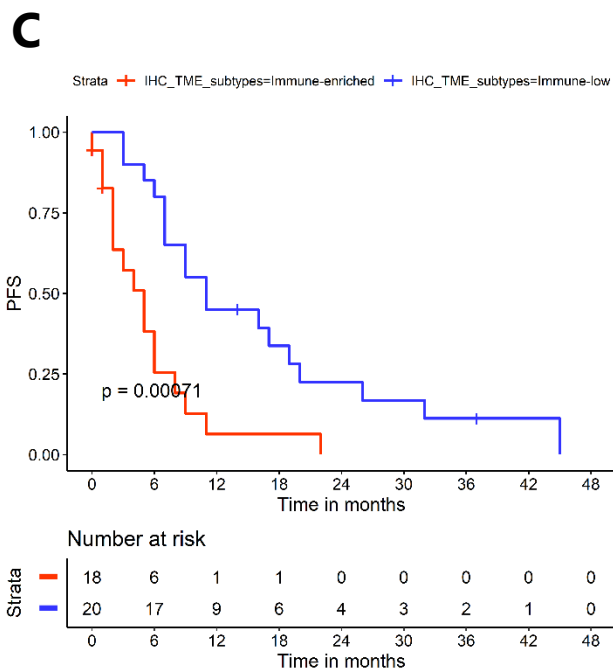 C
Strata IHC_TME_subtypes=Immune-enriched IHC_TME_subtypes=Immune-low
1.00
0.75
0.50
0.25
0.00
PFS
p = 0.00071
0 6 12 18 24 30 36 42 48
Time in months
Number at risk
Strata
18 6 1 1 0 0 0 0 0
20 17 9 6 4 3 2 1 0
0 6 12 18 24 30 36 42 48
Time in months